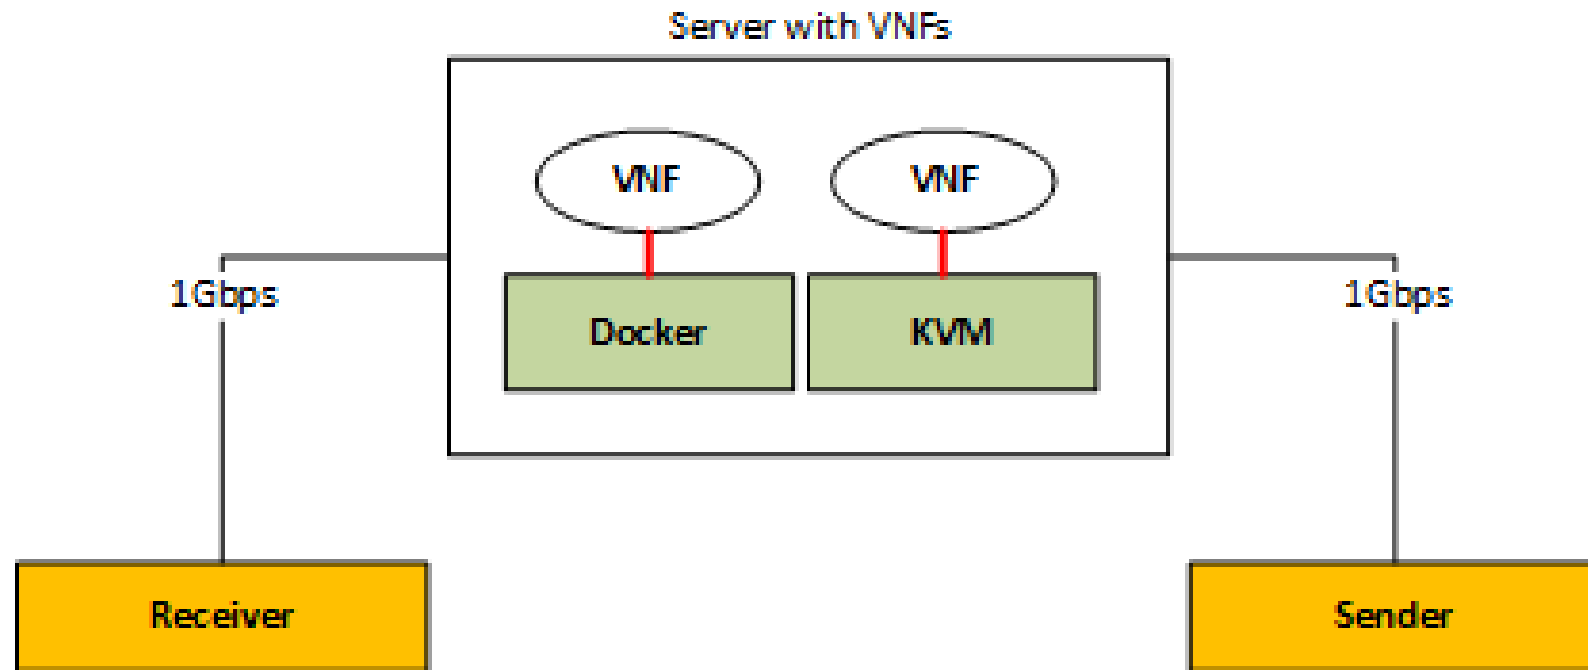 Server with VNFs
VNF
VNF
Docker
KVM
1Gbps
1Gbps
Receiver
Sender